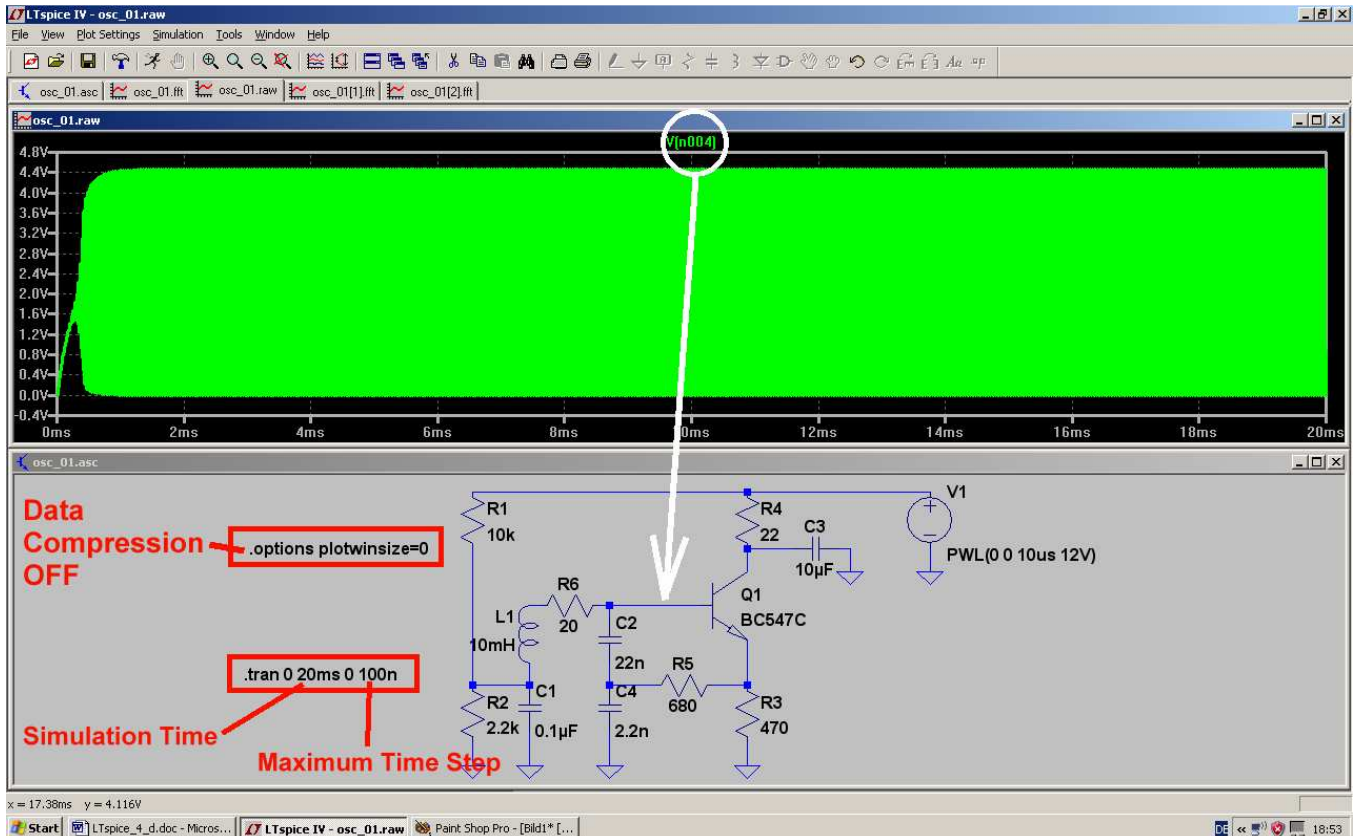 LTspice IV - osc_01.raw
File View Plot Settings Simulation Tools Window Help
osc_01.asc osc_01.fft osc_01.raw osc_01[1].fft osc_01[2].fft
osc_01.raw
V(n004)
4.8V
4.4V
4.0V
3.6V
3.2V
2.8V
2.4V
2.0V
1.6V
1.2V
0.8V
0.4V
0.0V
-0.4V
0ms 2ms 4ms 6ms 8ms 10ms 12ms 14ms 16ms 18ms 20ms
osc_01.asc
Data
Compression
OFF
.options plotwinsize=0
.tran 0 20ms 0 100n
Simulation Time
Maximum Time Step
R1
10k
R4
22
C3
10µF
V1
PWL(0 0 10us 12V)
R6
20
L1
10mH
C2
22n
Q1
BC547C
R5
680
R2
2.2k
C1
0.1µF
C4
2.2n
R3
470
x = 17.38ms y = 4.116V
Start LTspice_4_d.doc - Micros... LTspice IV - osc_01.raw Paint Shop Pro - [Bild1* [... DE « 18:53